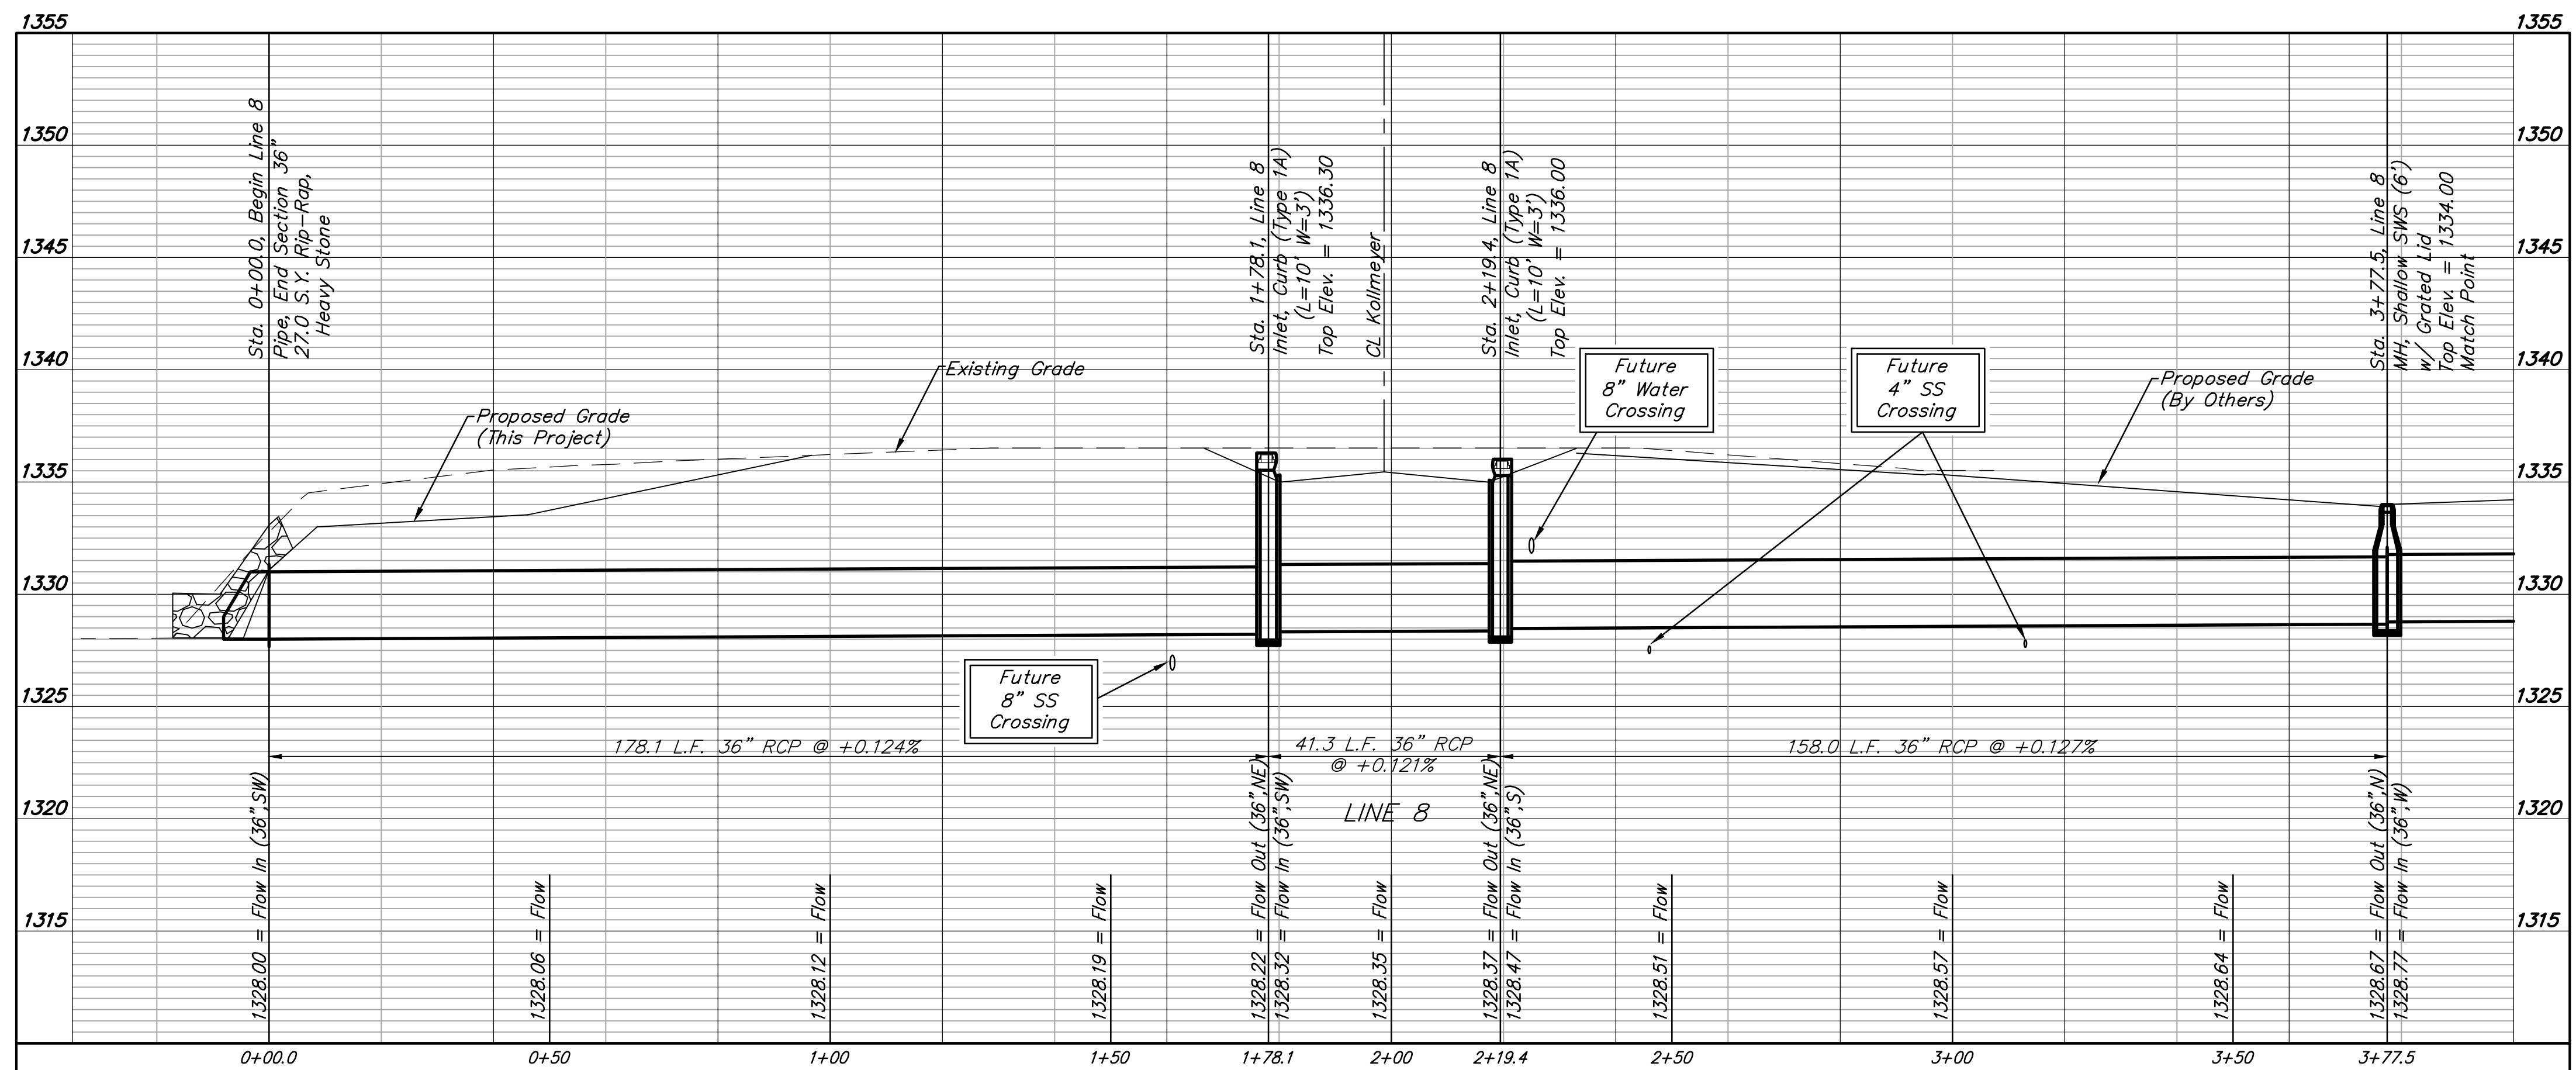 1355
1355
1350
1350
1345
1345
1340
1340
1335
1335
1330
1330
1325
1325
1320
1320
1315
1315
Sta. 0+00.0, Begin Line 8
Pipe, End Section 36"
27.0 S.Y. Rip-Rap,
Heavy Stone
Sta. 1+78.1, Line 8
Inlet, Curb (Type 1A)
(L=10' W=3')
Top Elev. = 1336.30
CL Kollmeyer
Sta. 2+19.4, Line 8
Inlet, Curb (Type 1A)
(L=10' W=3')
Top Elev. = 1336.00
Sta. 3+77.5, Line 8
MH, Shallow SWS (6')
w/ Grated Lid
Top Elev. = 1334.00
Match Point
Existing Grade
Proposed Grade
(This Project)
Future
8" Water
Crossing
Future
4" SS
Crossing
Proposed Grade
(By Others)
Future
8" SS
Crossing
178.1 L.F. 36" RCP @ +0.124%
41.3 L.F. 36" RCP
@ +0.121%
158.0 L.F. 36" RCP @ +0.127%
LINE 8
1328.00 = Flow In (36",SW)
1328.06 = Flow
1328.12 = Flow
1328.19 = Flow
1328.22 = Flow Out (36",NE)
1328.32 = Flow In (36",SW)
1328.35 = Flow
1328.37 = Flow Out (36",NE)
1328.47 = Flow In (36",S)
1328.51 = Flow
1328.57 = Flow
1328.64 = Flow
1328.67 = Flow Out (36",N)
1328.77 = Flow In (36",W)
0+00.0
0+50
1+00
1+50
1+78.1
2+00
2+19.4
2+50
3+00
3+50
3+77.5